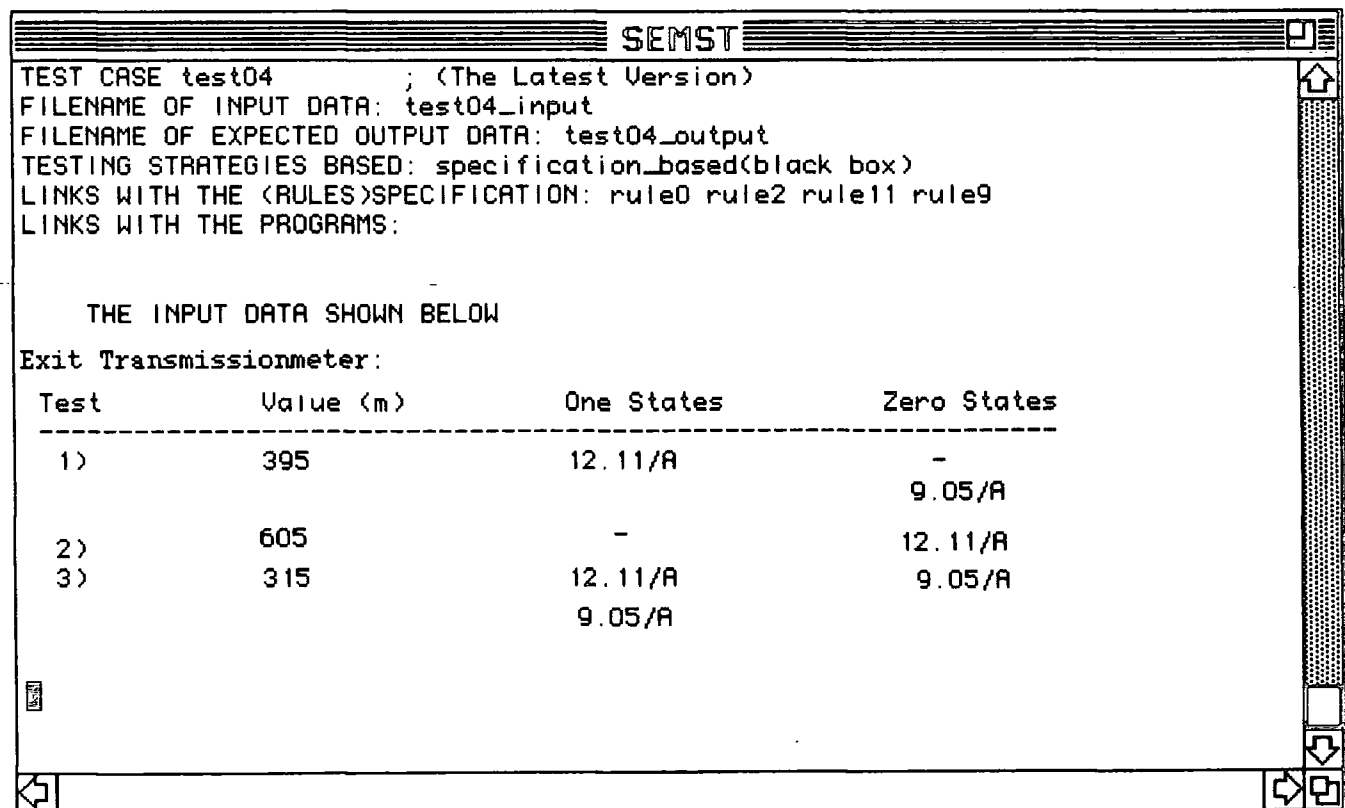 SEMST
TEST CASE test04 ; (The Latest Version)
FILENAME OF INPUT DATA: test04_input
FILENAME OF EXPECTED OUTPUT DATA: test04_output
TESTING STRATEGIES BASED: specification_based(black box)
LINKS WITH THE (RULES)SPECIFICATION: rule0 rule2 rule11 rule9
LINKS WITH THE PROGRAMS:
THE INPUT DATA SHOWN BELOW
Exit Transmissionmeter:
Test Value (m) One States Zero States
----------------------------------------------------------------
1) 395 12.11/A -
9.05/A
2) 605 - 12.11/A
3) 315 12.11/A 9.05/A
9.05/A